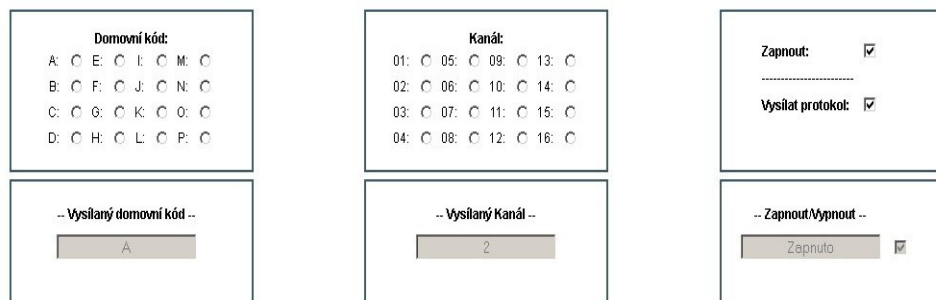 Domovní kód:
A: E: I: M:
B: F: J: N:
C: G: K: O:
D: H: L: P:
Kanál:
01: 05: 09: 13:
02: 06: 10: 14:
03: 07: 11: 15:
04: 08: 12: 16:
Zapnout:
------------------------
Vysílat protokol:
-- Vysílaný domovní kód --
A
-- Vysílaný Kanál --
2
-- Zapnout/Vypnout --
Zapnuto